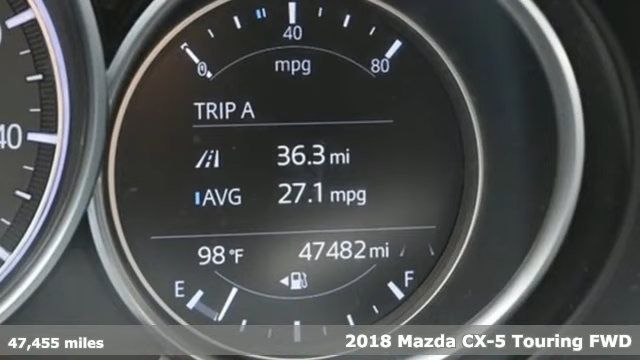 40
0
mpg
80
TRIP A
36.3 mi
AVG
27.1 mpg
98°F
47482 mi
E
F
40
47,455 miles
2018 Mazda CX-5 Touring FWD